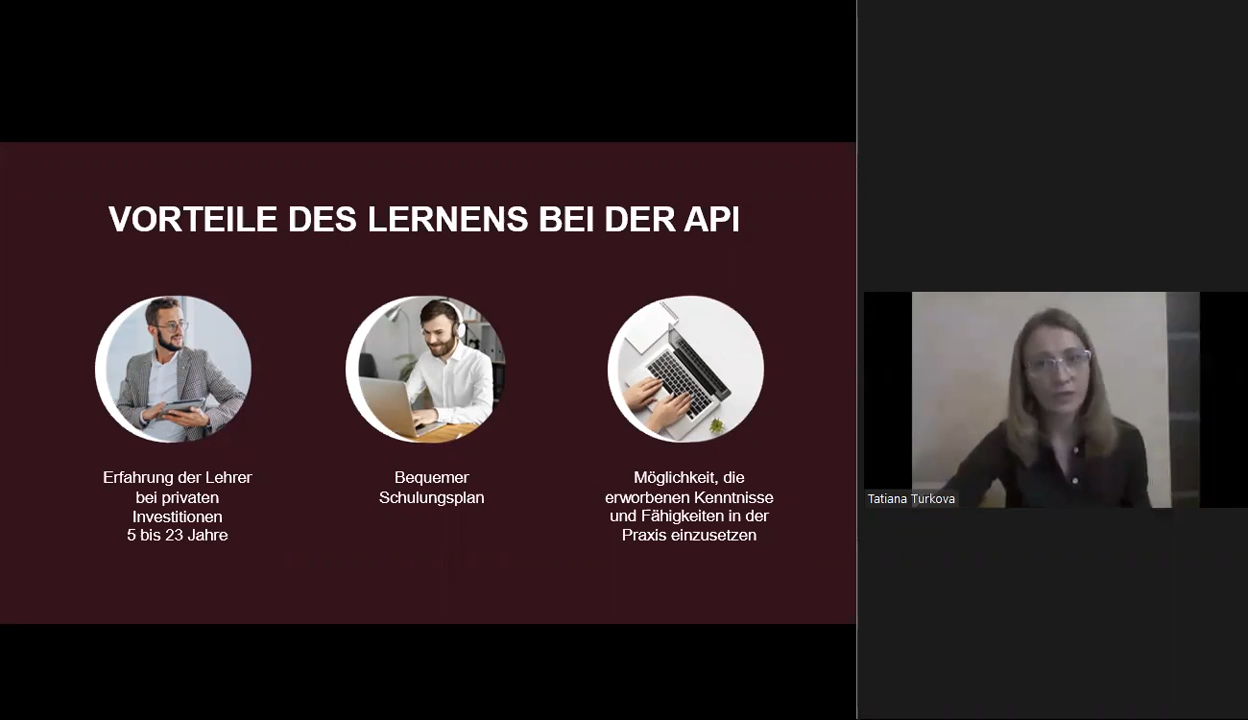 VORTEILE DES LERNENS BEI DER API
Erfahrung der Lehrer
bei privaten
Investitionen
5 bis 23 Jahre
Bequemer
Schulungsplan
Möglichkeit, die
erworbenen Kenntnisse
und Fähigkeiten in der
Praxis einzusetzen
Tatiana Turkova